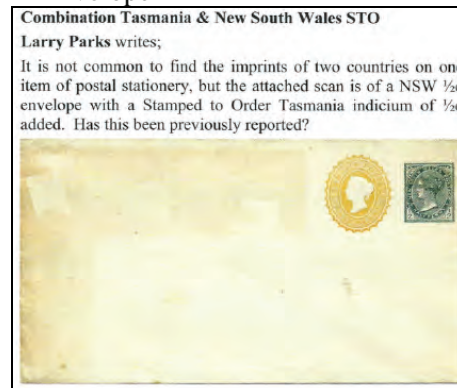 Combination Tasmania & New South Wales STO
Larry Parks writes;
It is not common to find the imprints of two countries on
item of postal stationery, but the attached scan is of a NSW
envelope with a Stamped to Order Tasmania indicium of
added. Has this been previously reported?